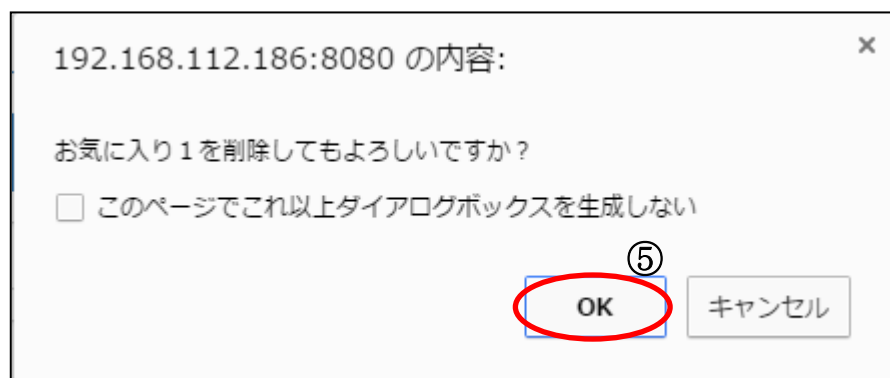 192.168.112.186:8080 の内容:
×
お気に入り1を削除してもよろしいですか？
このページでこれ以上ダイアログボックスを生成しない
⑤
OK
キャンセル